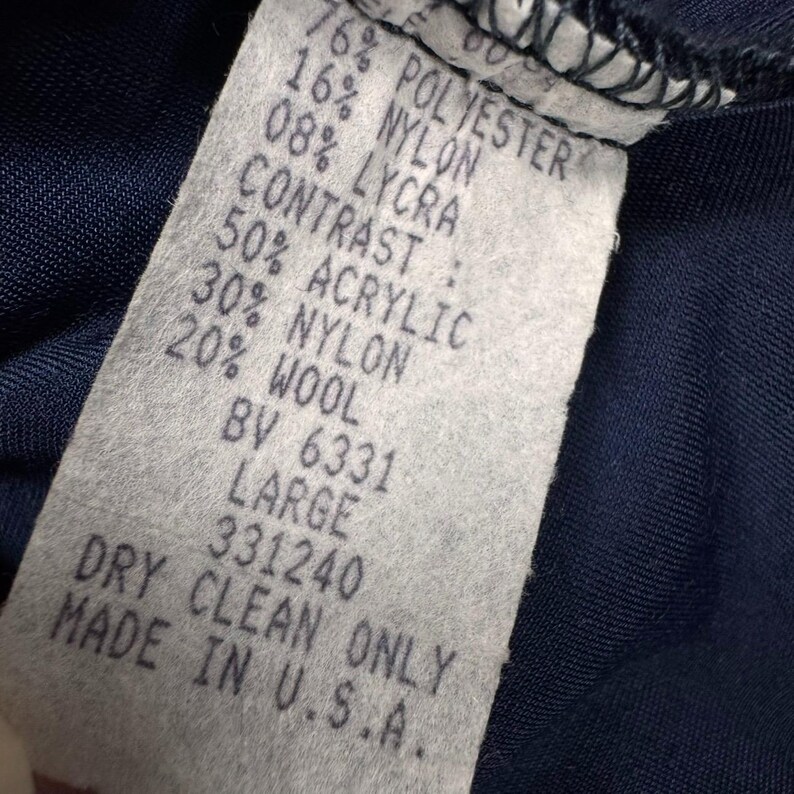 76% POLYESTER
16% NYLON
08% LYCRA
CONTRAST :
50% ACRYLIC
30% NYLON
20% WOOL
BV 6331
LARGE
331240
DRY CLEAN ONLY
MADE IN U.S.A.